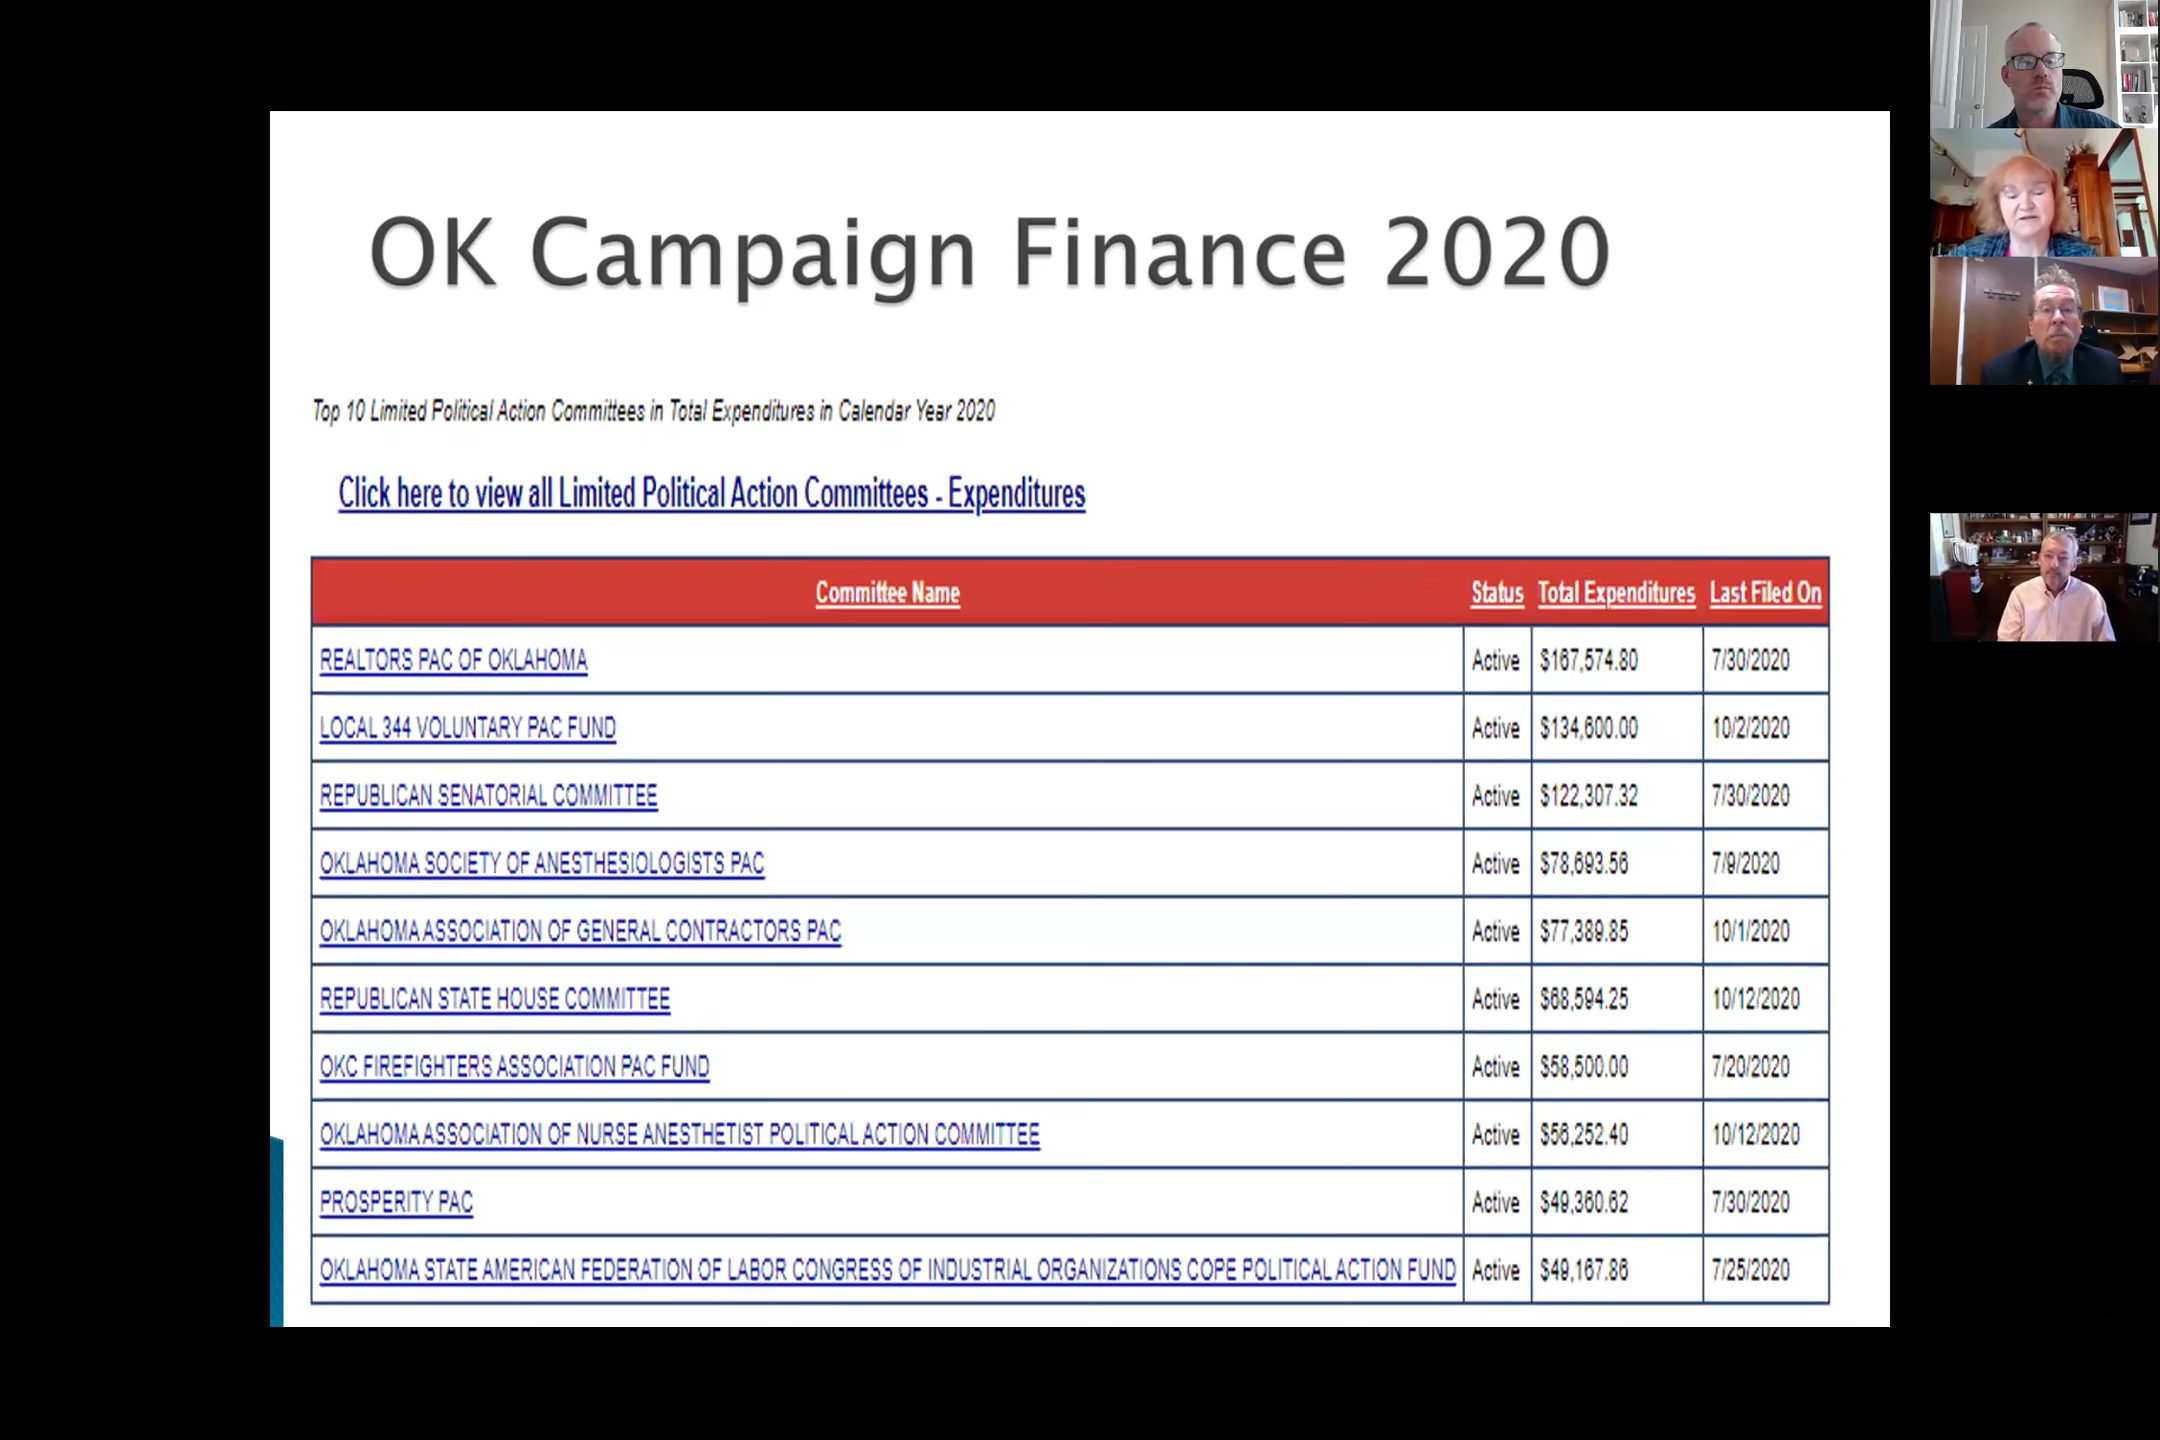 OK Campaign Finance 2020
Top 10 Limited Political Action Committees in Total Expenditures in Calendar Year 2020
Click here to view all Limited Political Action Committees - Expenditures
Committee Name Status Total Expenditures Last Filed On
REALTORS PAC OF OKLAHOMA Active $167,574.80 7/30/2020
LOCAL 344 VOLUNTARY PAC FUND Active $134,600.00 10/2/2020
REPUBLICAN SENATORIAL COMMITTEE Active $122,307.32 7/30/2020
OKLAHOMA SOCIETY OF ANESTHESIOLOGISTS PAC Active $78,693.56 7/9/2020
OKLAHOMA ASSOCIATION OF GENERAL CONTRACTORS PAC Active $77,389.85 10/1/2020
REPUBLICAN STATE HOUSE COMMITTEE Active $68,594.25 10/12/2020
OKC FIREFIGHTERS ASSOCIATION PAC FUND Active $58,500.00 7/20/2020
OKLAHOMA ASSOCIATION OF NURSE ANESTHETIST POLITICAL ACTION COMMITTEE Active $56,252.40 10/12/2020
PROSPERITY PAC Active $49,360.62 7/30/2020
OKLAHOMA STATE AMERICAN FEDERATION OF LABOR CONGRESS OF INDUSTRIAL ORGANIZATIONS COPE POLITICAL ACTION FUND Active $49,167.86 7/25/2020